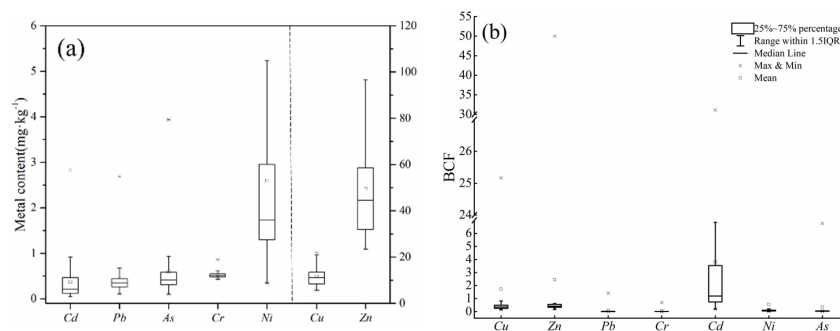 (a)
Metal content(mg·kg-1)
6
5
4
3
2
1
0
120
100
80
60
40
20
0
Cd Pb As Cr Ni Cu Zn
(b)
BCF
55
50
45
40
35
30
26
25
24
6
5
4
3
2
1
0
Cu Zn Pb Cr Cd Ni As
25%~75% percentage
Range within 1.5IQR
Median Line
Max & Min
Mean